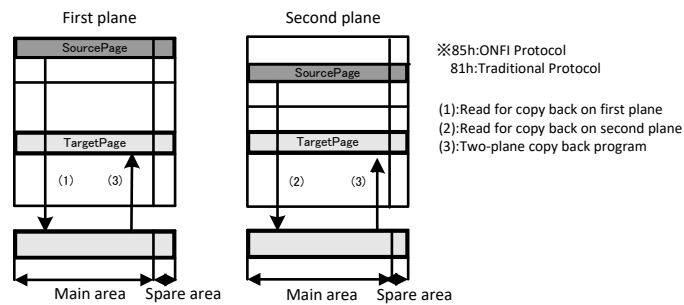 First plane
Second plane
SourcePage
SourcePage
※85h:ONFI Protocol
81h:Traditional Protocol
(1):Read for copy back on first plane
(2):Read for copy back on second plane
(3):Two-plane copy back program
TargetPage
TargetPage
(1) (3)
(2) (3)
Main area Spare area
Main area Spare area